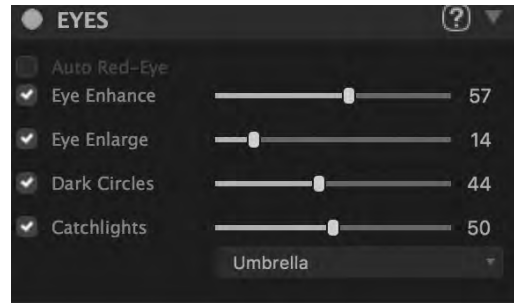 EYES ?
Auto Red-Eye
Eye Enhance 57
Eye Enlarge 14
Dark Circles 44
Catchlights 50
Umbrella